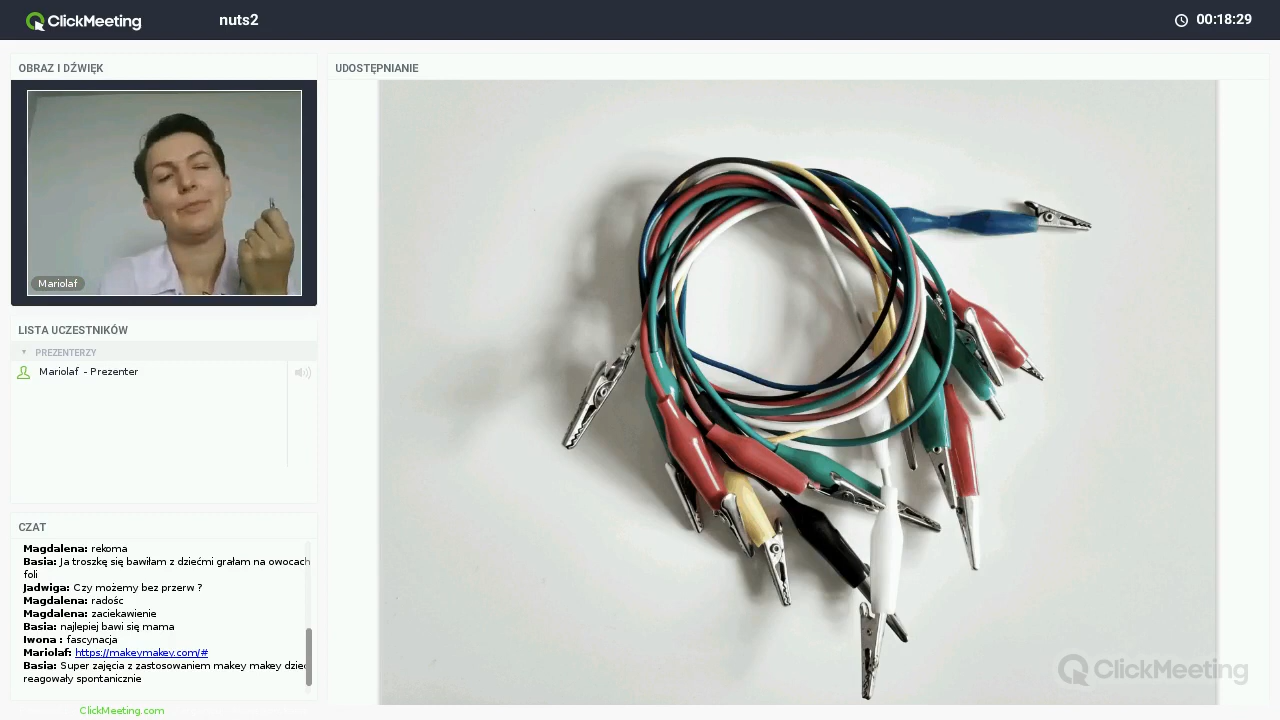 ClickMeeting
nuts2
00:18:29
OBRAZ I DŹWIĘK
Mariolaf
LISTA UCZESTNIKÓW
PREZENTERZY
Mariolaf - Prezenter
CZAT
Magdalena: rekoma
Basia: Ja troszkę się bawiłam z dziećmi grałam na owocach
foli
Jadwiga: Czy możemy bez przerw ?
Magdalena: radośc
Magdalena: zaciekawienie
Basia: najlepiej bawi się mama
Iwona : fascynacja
Mariolaf: https://makeymakey.com/#
Basia: Super zajęcia z zastosowaniem makey makey
reagowały spontanicznie
ClickMeeting.com
UDOSTĘPNIANIE
ClickMeeting